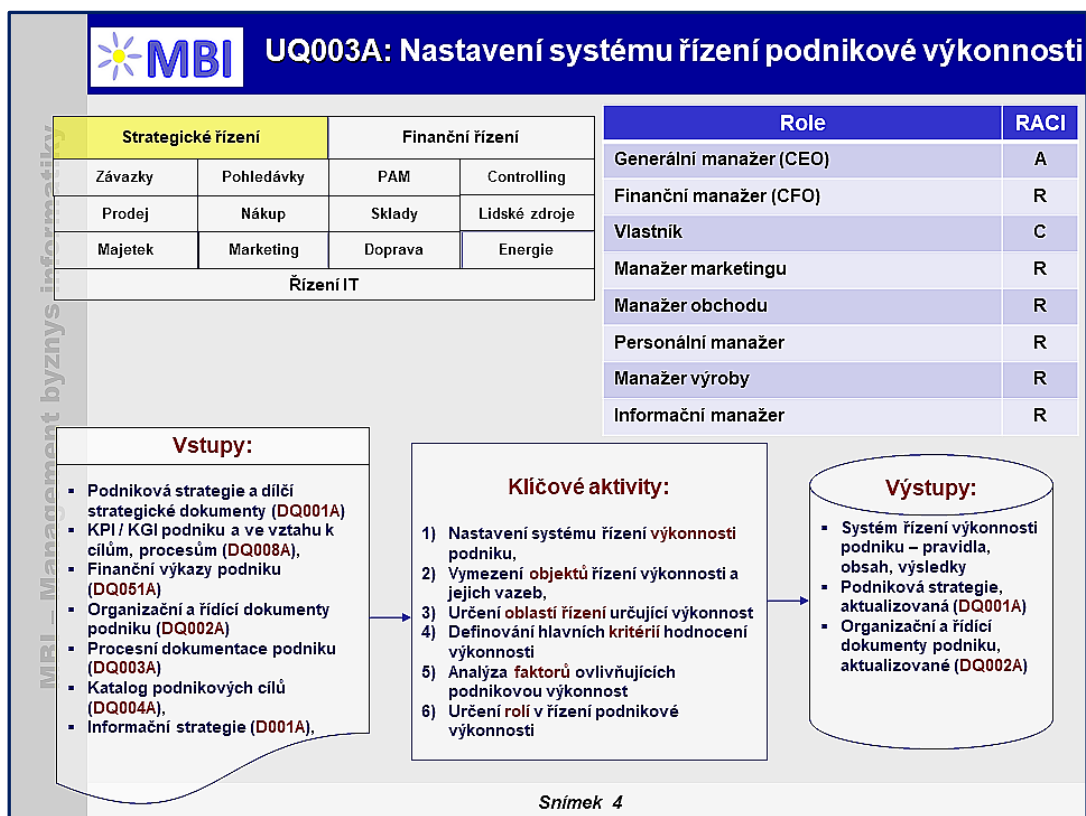 MBI
UQ003A: Nastavení systému řízení podnikové výkonnosti
MBI – Management byznys informatiky
Strategické řízení Finanční řízení
Závazky Pohledávky PAM Controlling
Prodej Nákup Sklady Lidské zdroje
Majetek Marketing Doprava Energie
Řízení IT
Role RACI
Generální manažer (CEO) A
Finanční manažer (CFO) R
Vlastník C
Manažer marketingu R
Manažer obchodu R
Personální manažer R
Manažer výroby R
Informační manažer R
Vstupy:
▪ Podniková strategie a dílčí
strategické dokumenty (DQ001A)
▪ KPI / KGI podniku a ve vztahu k
cílům, procesům (DQ008A),
▪ Finanční výkazy podniku
(DQ051A)
▪ Organizační a řídící dokumenty
podniku (DQ002A)
▪ Procesní dokumentace podniku
(DQ003A)
▪ Katalog podnikových cílů
(DQ004A),
▪ Informační strategie (D001A),
Klíčové aktivity:
1) Nastavení systému řízení výkonnosti
podniku,
2) Vymezení objektů řízení výkonnosti a
jejich vazeb,
3) Určení oblastí řízení určující výkonnost
4) Definování hlavních kritérií hodnocení
výkonnosti
5) Analýza faktorů ovlivňujících
podnikovou výkonnost
6) Určení rolí v řízení podnikové
výkonnosti
Výstupy:
▪ Systém řízení výkonnosti
podniku – pravidla,
obsah, výsledky
▪ Podniková strategie,
aktualizovaná (DQ001A)
▪ Organizační a řídící
dokumenty podniku,
aktualizované (DQ002A)
Snímek 4